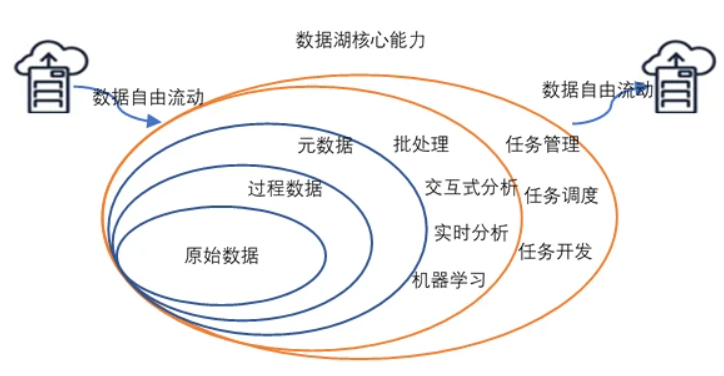 数据湖核心能力
数据自由流动
数据自由流动
元数据
批处理
任务管理
过程数据
交互式分析
任务调度
原始数据
实时分析
任务开发
机器学习